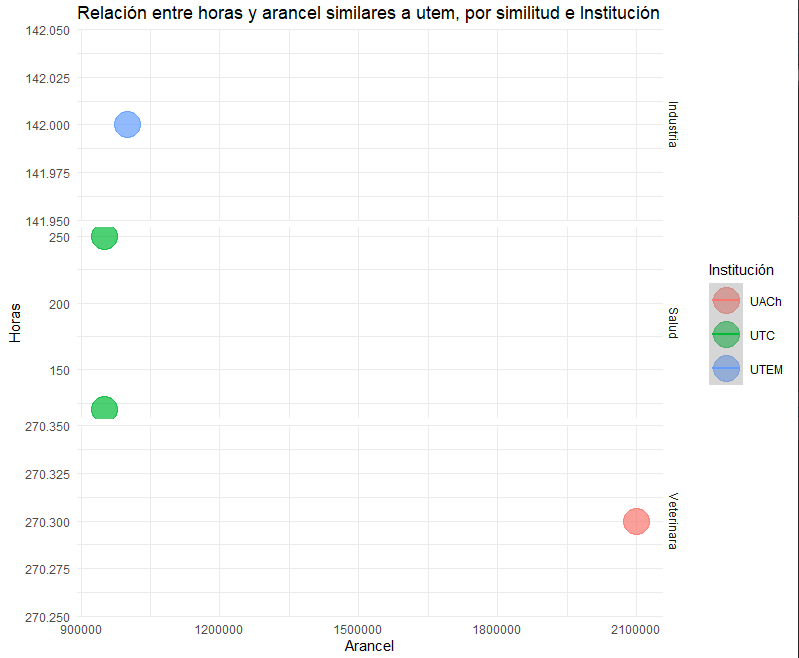 Relación entre horas y arancel similares a utem, por similitud e Institución
142.050
142.025
142.000
141.975
141.950
Industria
250
200
150
Salud
270.350
270.325
270.300
270.275
270.250
Veterinara
Horas
900000 1200000 1500000 1800000 2100000
Arancel
Institución
UACh
UTC
UTEM